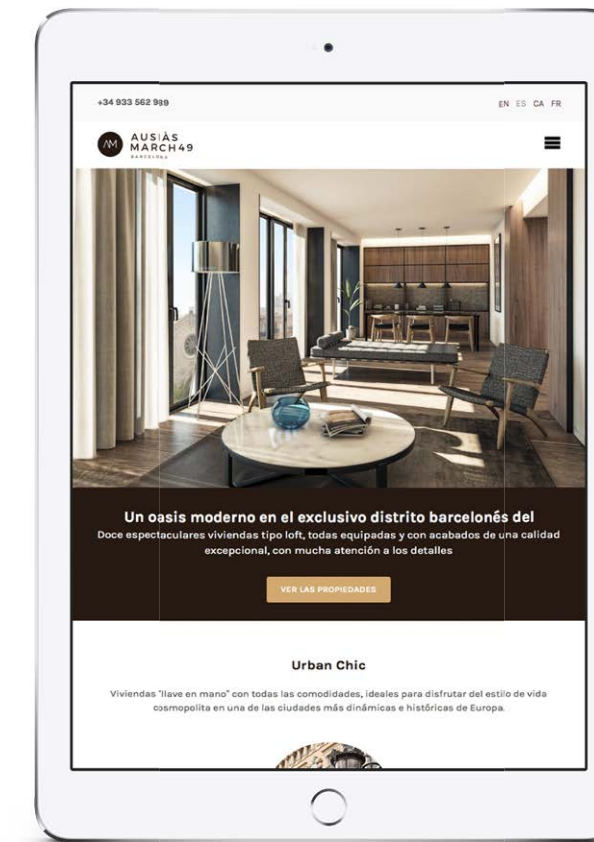 +34 933 562 989
EN ES CA FR
AM
AUSIÀS
MARCH49
BARCELONA
Un oasis moderno en el exclusivo distrito barcelonés del
Doce espectaculares viviendas tipo loft, todas equipadas y con acabados de una calidad
excepcional, con mucha atención a los detalles
VER LAS PROPIEDADES
Urban Chic
Viviendas "llave en mano" con todas las comodidades, ideales para disfrutar del estilo de vida
cosmopolita en una de las ciudades más dinámicas e históricas de Europa.